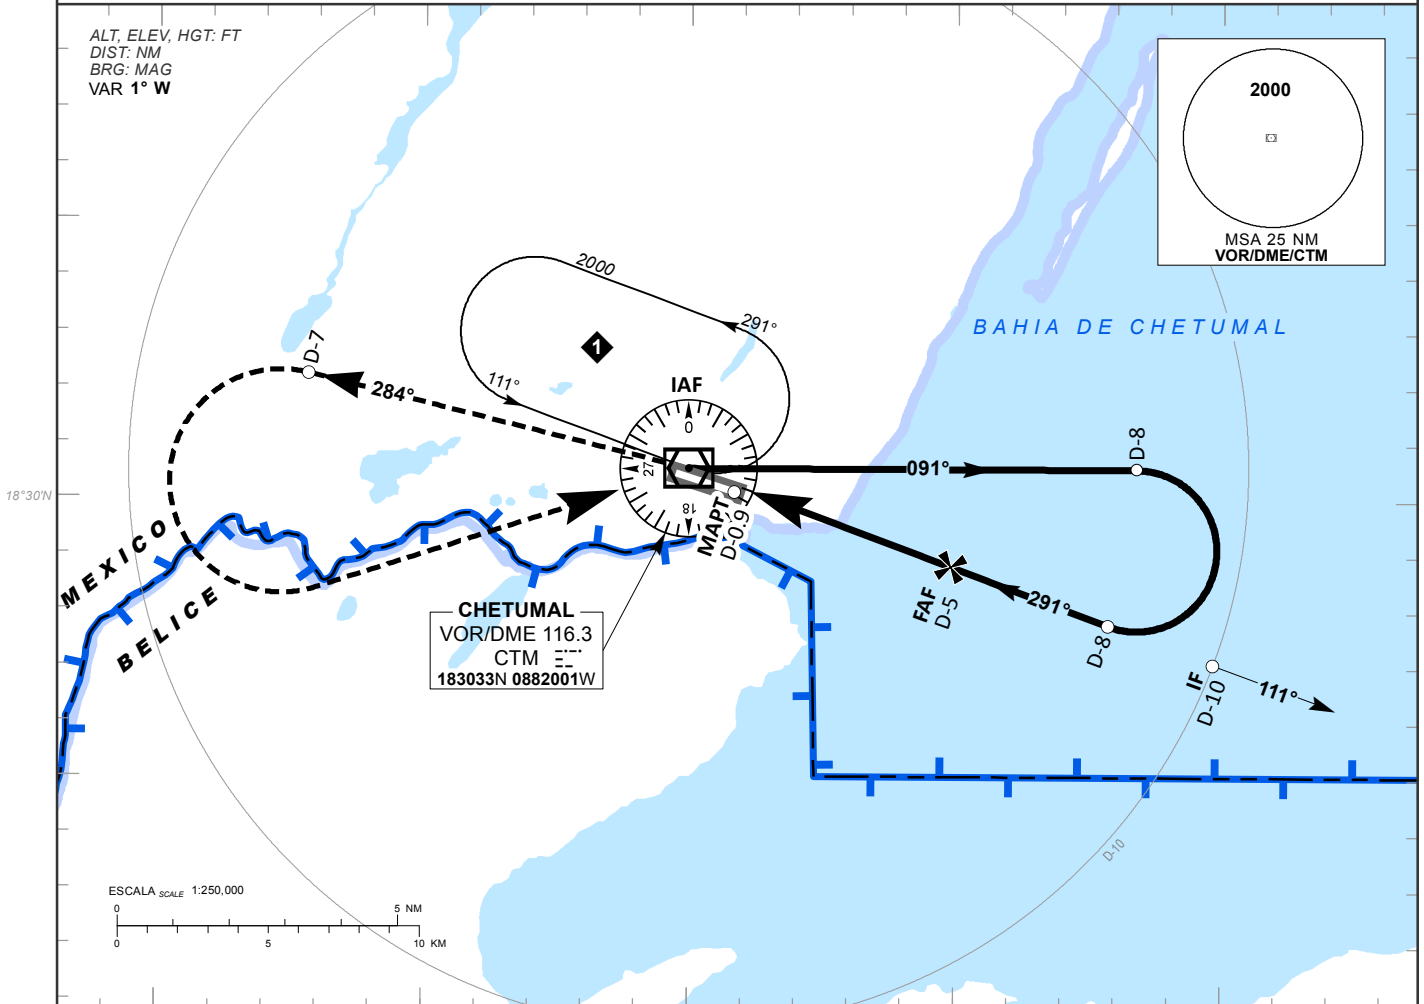 ALT, ELEV, HGT: FT
DIST: NM
BRG: MAG
VAR 1° W
2000
MSA 25 NM
VOR/DME/CTM
2000
291°
1
111°
IAF
D-7
284°
BAHIA DE CHETUMAL
0
27
18
091°
D-8
18°30'N
MAPT
D-0.9
MEXICO
BELICE
FAF
D-5
291°
D-8
IF
D-10
111°
CHETUMAL
VOR/DME 116.3
CTM
183033N 0882001W
D-10
ESCALA SCALE 1:250,000
0 5 NM
0 5 10 KM